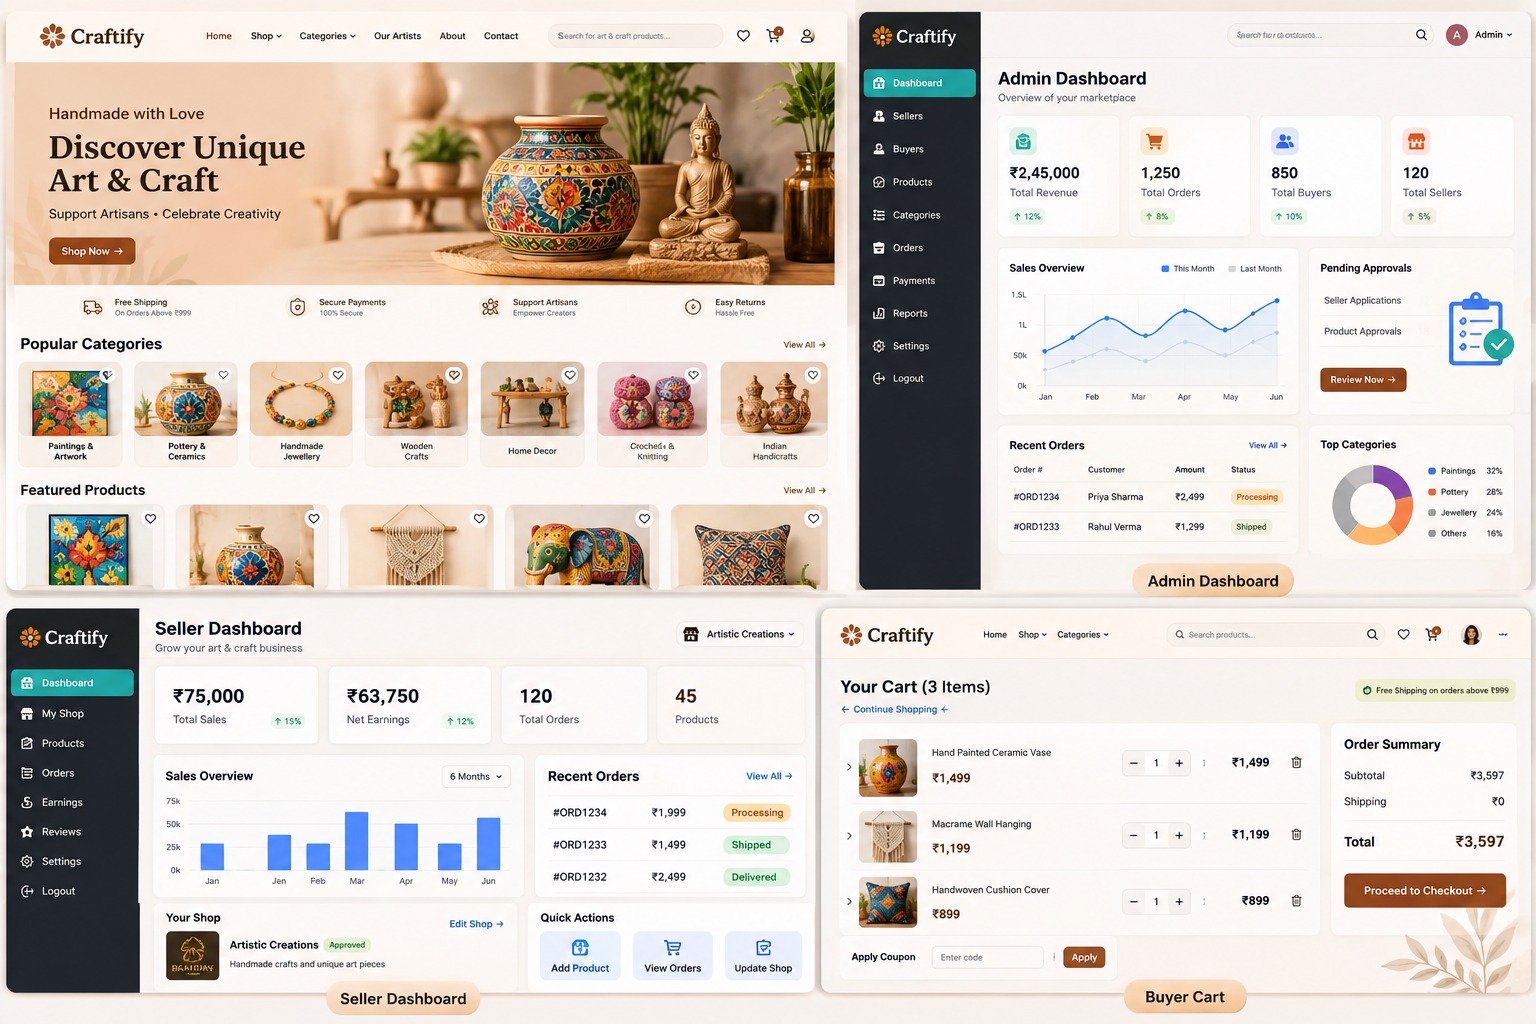 Craftify
Home Shop Categories Our Artists About Contact
Search for art & craft products...
Handmade with Love
Discover Unique
Art & Craft
Support Artisans • Celebrate Creativity
Shop Now →
Free Shipping
On Orders Above ₹999
Secure Payments
100% Secure
Support Artisans
Empower Creators
Easy Returns
Hassle Free
Popular Categories
View All →
Paintings &
Artwork
Pottery &
Ceramics
Handmade
Jewellery
Wooden
Crafts
Home Decor
Crochet &
Knitting
Indian
Handicrafts
Featured Products
View All →
Craftify
Dashboard
Sellers
Buyers
Products
Categories
Orders
Payments
Reports
Settings
Logout
A Admin
Admin Dashboard
Overview of your marketplace
₹2,45,000
Total Revenue
↑ 12%
1,250
Total Orders
↑ 8%
850
Total Buyers
↑ 10%
120
Total Sellers
↑ 5%
Sales Overview
This Month Last Month
1.5L
1L
50k
0k
Jan Feb Mar Apr May Jun
Pending Approvals
Seller Applications
Product Approvals
Review Now →
Recent Orders
View All →
Order # Customer Amount Status
#ORD1234 Priya Sharma ₹2,499 Processing
#ORD1233 Rahul Verma ₹1,299 Shipped
Top Categories
Paintings 32%
Pottery 28%
Jewellery 24%
Others 16%
Admin Dashboard
Craftify
Dashboard
My Shop
Products
Orders
Earnings
Reviews
Settings
Logout
Seller Dashboard
Grow your art & craft business
Artistic Creations
₹75,000
Total Sales
↑ 15%
₹63,750
Net Earnings
↑ 12%
120
Total Orders
45
Products
Sales Overview
6 Months
75k
50k
25k
0k
Jan Jen Feb Mar Apr May Jun
Recent Orders
View All →
#ORD1234 ₹1,999 Processing
#ORD1233 ₹1,499 Shipped
#ORD1232 ₹2,499 Delivered
Your Shop
Edit Shop →
Artistic Creations Approved
Handmade crafts and unique art pieces
Quick Actions
Add Product
View Orders
Update Shop
Seller Dashboard
Craftify
Home Shop Categories
Search products...
Your Cart (3 Items)
← Continue Shopping ←
Free Shipping on orders above ₹999
Hand Painted Ceramic Vase
₹1,499
− 1 + ₹1,499
Macrame Wall Hanging
₹1,199
− 1 + ₹1,199
Handwoven Cushion Cover
₹899
− 1 + ₹899
Apply Coupon Enter code Apply
Order Summary
Subtotal ₹3,597
Shipping ₹0
Total ₹3,597
Proceed to Checkout →
Buyer Cart